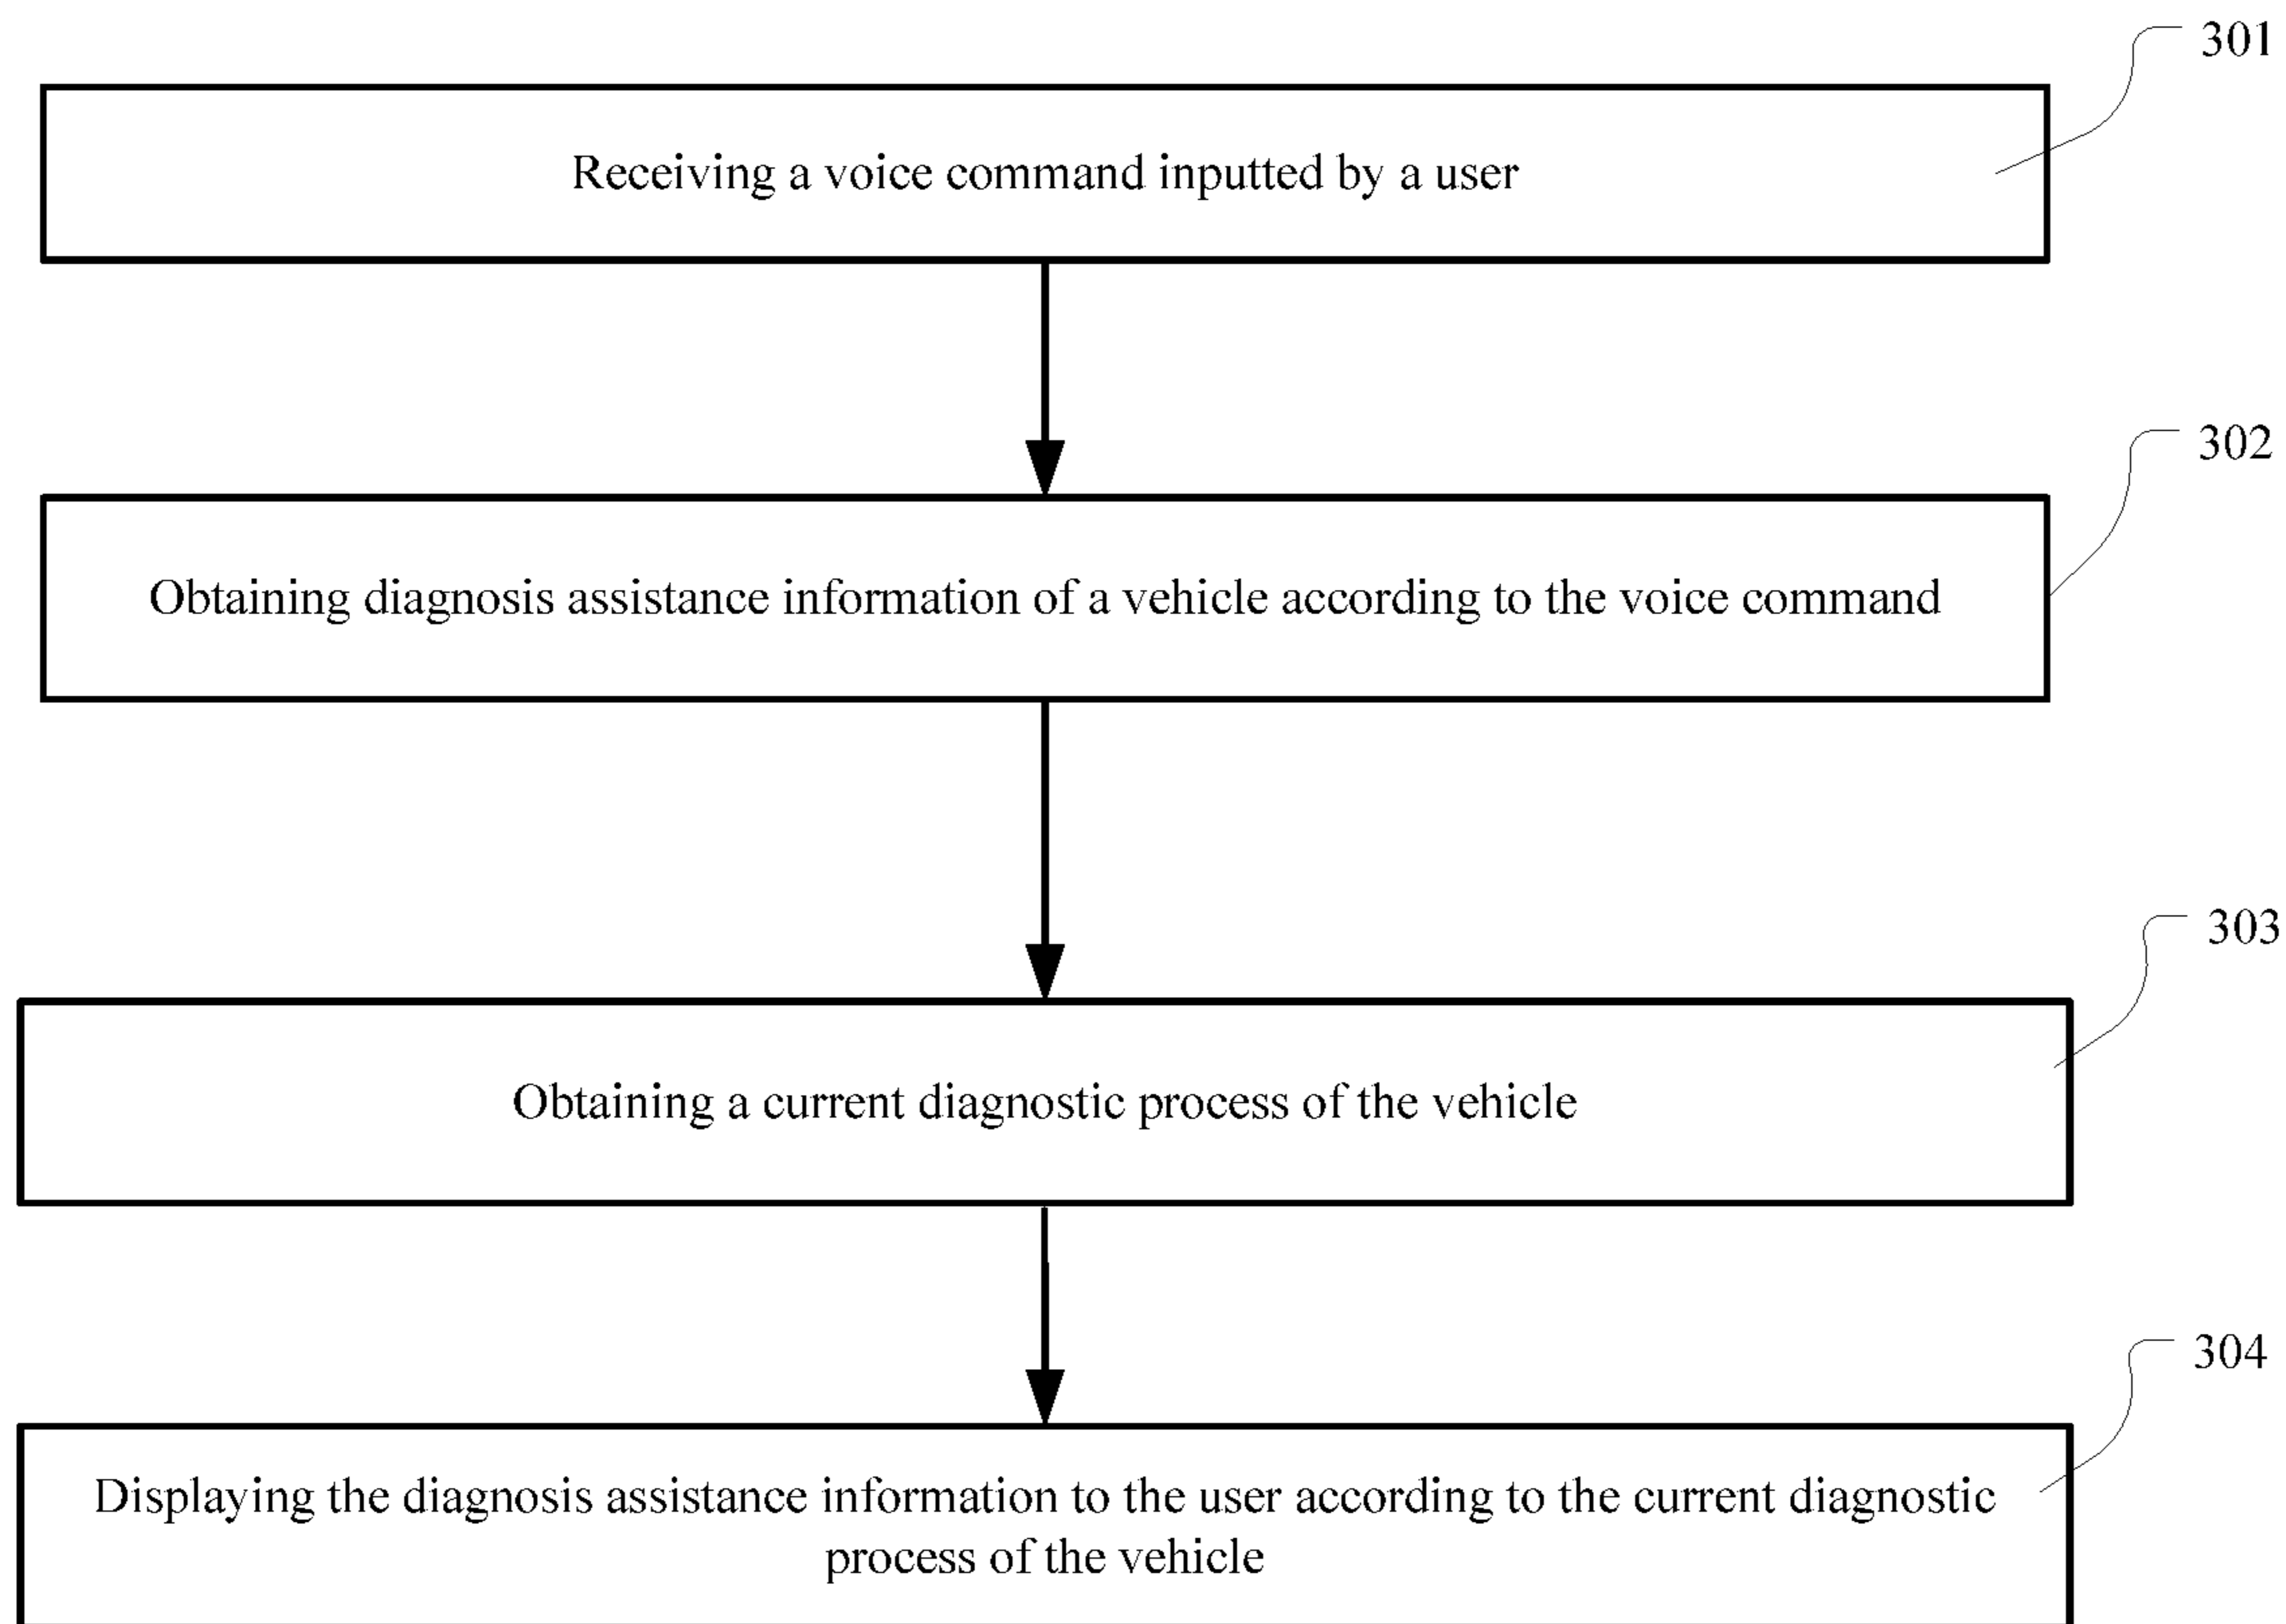 301
Receiving a voice command inputted by a user
302
Obtaining diagnosis assistance information of a vehicle according to the voice command
303
Obtaining a current diagnostic process of the vehicle
304
Displaying the diagnosis assistance information to the user according to the current diagnostic
process of the vehicle